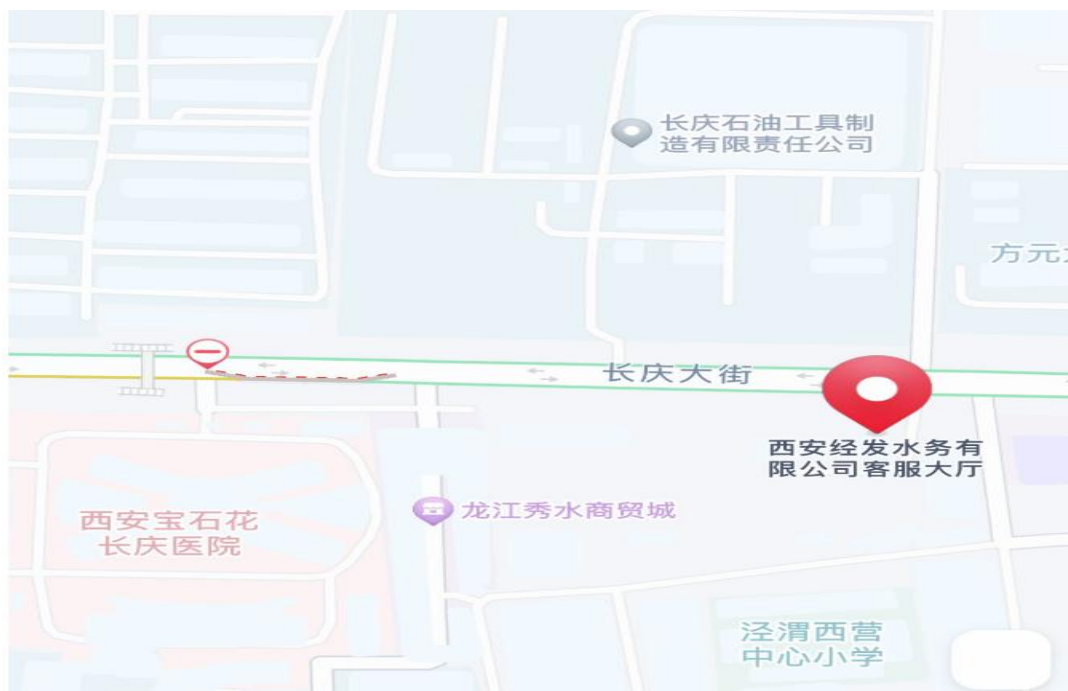 长庆石油工具制
造有限责任公司
方元
长庆大街
西安经发水务有
限公司客服大厅
龙江秀水商贸城
西安宝石花
长庆医院
泾渭西营
中心小学